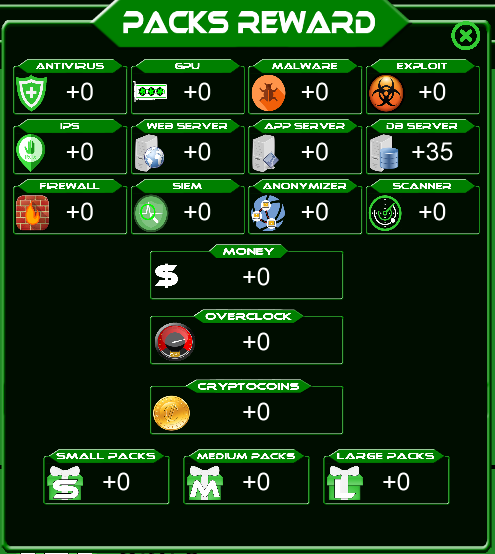 PACKS REWARD
ANTIVIRUS GPU MALWARE EXPLOIT
+0 +0 +0 +0
IPS WEB SERVER APP SERVER DB SERVER
+0 +0 +0 +35
FIREWALL SIEM ANONYMIZER SCANNER
+0 +0 +0 +0
MONEY
$ +0
OVERCLOCK
+0
CRYPTOCOINS
+0
SMALL PACKS MEDIUM PACKS LARGE PACKS
S +0 M +0 L +0